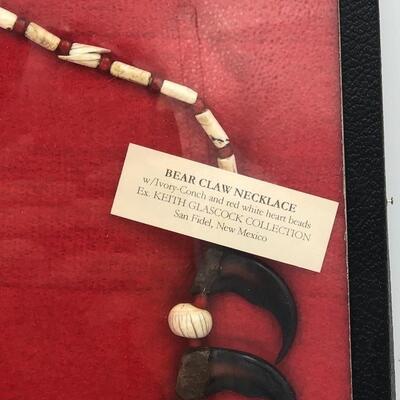 BEAR CLAW NECKLACE
w/Ivory-Conch and red white heart beads
Ex. KEITH GLASCOCK COLLECTION
San Fidel, New Mexico